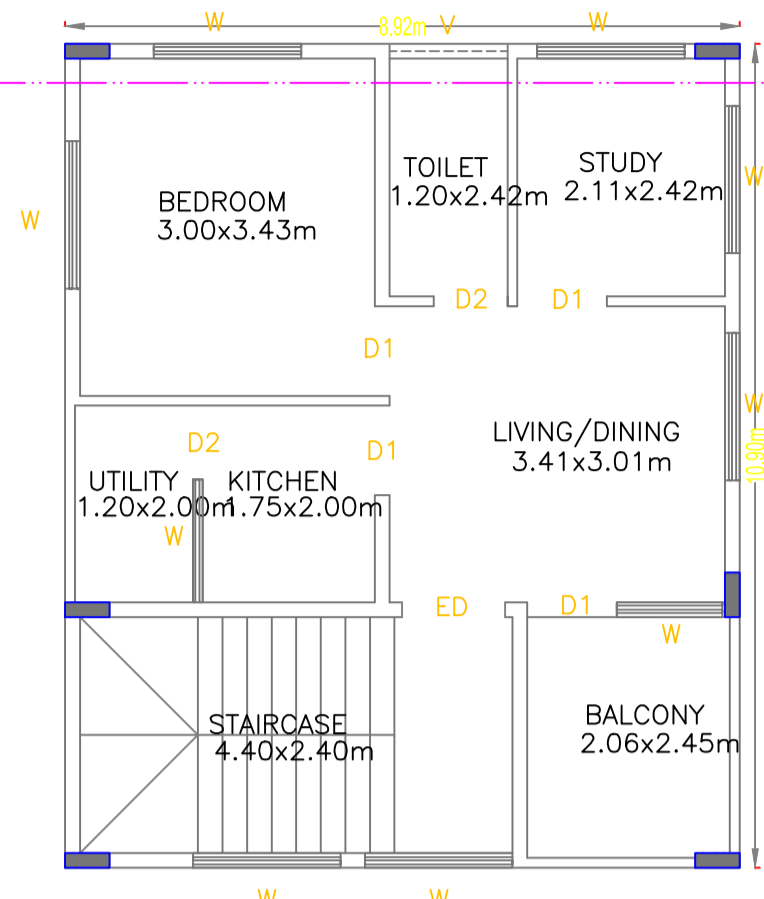 W
8.92m
V
W
TOILET
1.20x2.42m
STUDY
2.11x2.42m
W
BEDROOM
3.00x3.43m
W
D2
D1
D1
W
LIVING/DINING
3.41x3.01m
10.90m
D2
D1
UTILITY
1.20x2.00m
KITCHEN
1.75x2.00m
W
ED
D1
W
STAIRCASE
4.40x2.40m
BALCONY
2.06x2.45m
W
W